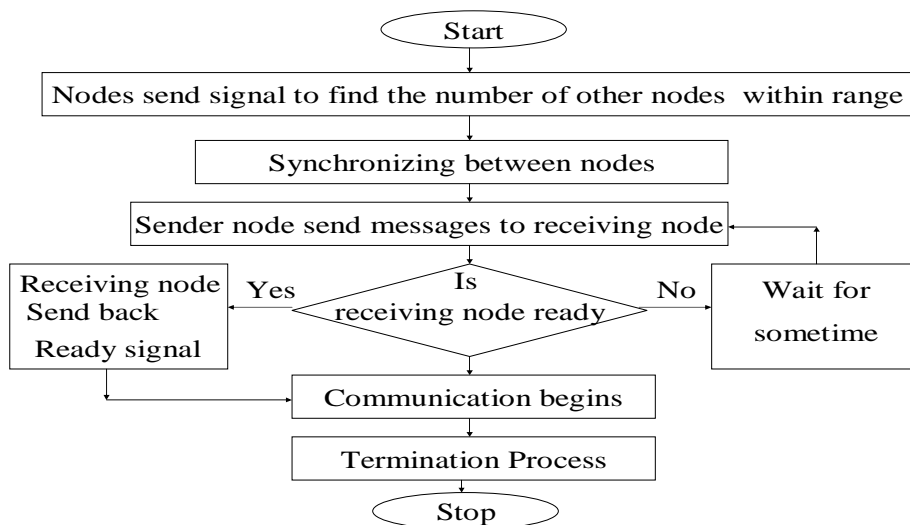 Start
Nodes send signal to find the number of other nodes within range
Synchronizing between nodes
Sender node send messages to receiving node
Is
receiving node ready
Yes
No
Receiving node
Send back
Ready signal
Wait for
sometime
Communication begins
Termination Process
Stop